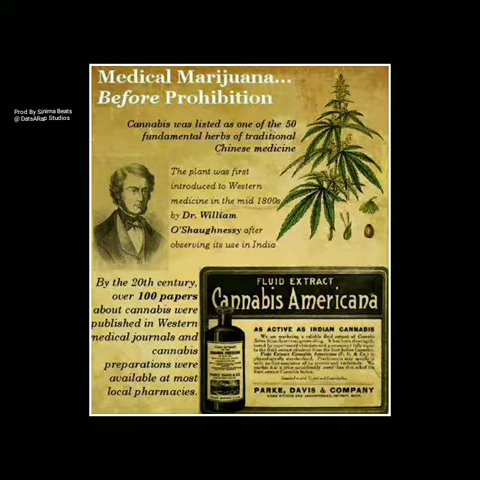 Medical Marijuana...
Before Prohibition
Prod By Sinima Beats
@ DatsARap Studios
Cannabis was listed as one of the 50
fundamental herbs of traditional
Chinese medicine
The plant was first
introduced to Western
medicine in the mid 1800s
by Dr. William
O'Shaughnessy after
observing its use in India
By the 20th century,
over 100 papers
about cannabis were
published in Western
medical journals and
cannabis
preparations were
available at most
local pharmacies.
FLUID EXTRACT
Cannabis Americana
AS ACTIVE AS INDIAN CANNABIS
PARKE, DAVIS & COMPANY